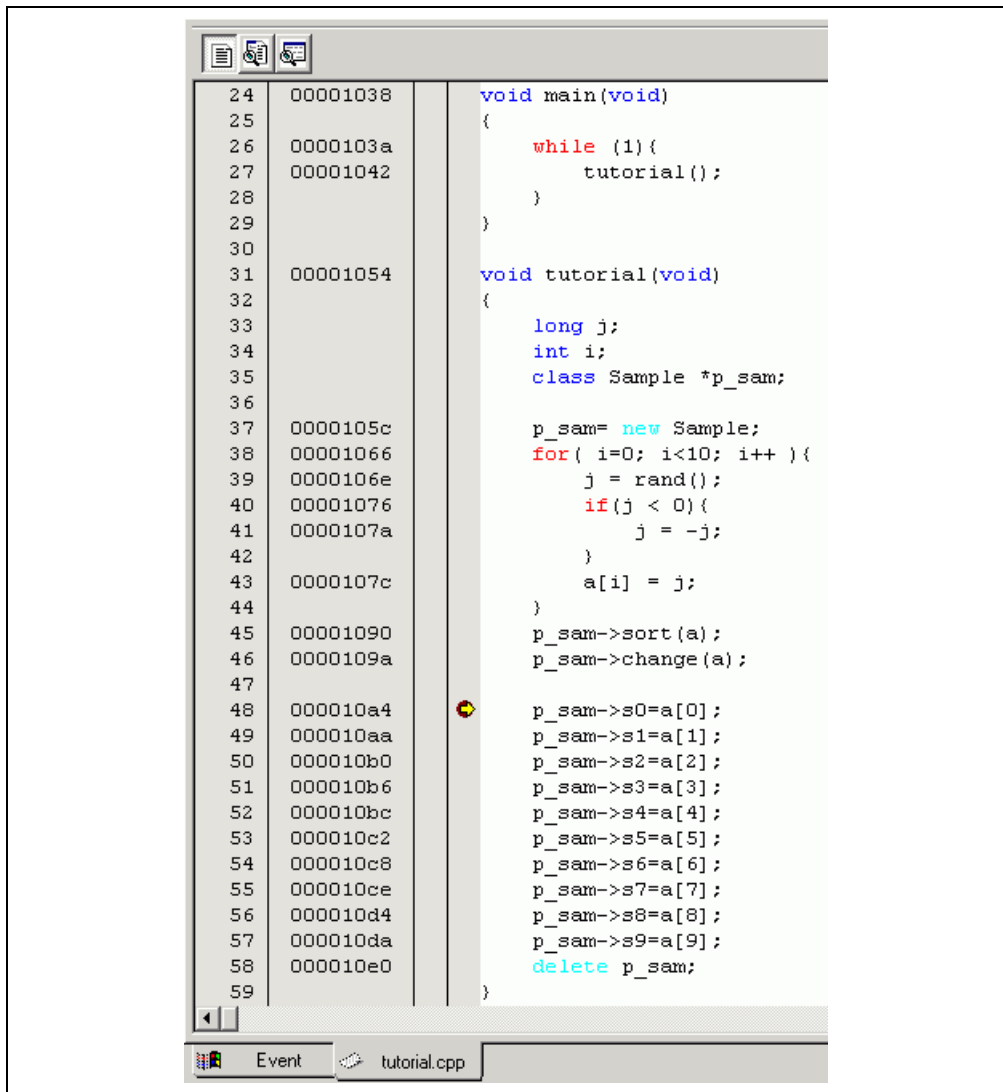 24 00001038 void main(void)
25 {
26 0000103a while (1){
27 00001042 tutorial();
28 }
29 }
30
31 00001054 void tutorial(void)
32 {
33 long j;
34 int i;
35 class Sample *p_sam;
36
37 0000105c p_sam= new Sample;
38 00001066 for( i=0; i<10; i++ ){
39 0000106e j = rand();
40 00001076 if(j < 0){
41 0000107a j = -j;
42 }
43 0000107c a[i] = j;
44 }
45 00001090 p_sam->sort(a);
46 0000109a p_sam->change(a);
47
48 000010a4 p_sam->s0=a[0];
49 000010aa p_sam->s1=a[1];
50 000010b0 p_sam->s2=a[2];
51 000010b6 p_sam->s3=a[3];
52 000010bc p_sam->s4=a[4];
53 000010c2 p_sam->s5=a[5];
54 000010c8 p_sam->s6=a[6];
55 000010ce p_sam->s7=a[7];
56 000010d4 p_sam->s8=a[8];
57 000010da p_sam->s9=a[9];
58 000010e0 delete p_sam;
59 }
Event tutorial.cpp